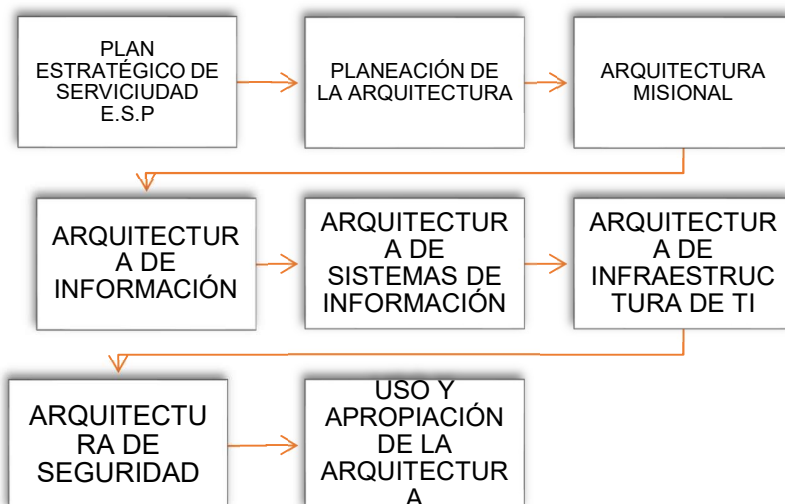 PLAN
ESTRATÉGICO DE
SERVICIUDAD
E.S.P
PLANEACIÓN DE
LA ARQUITECTURA
ARQUITECTURA
MISIONAL
ARQUITECTUR
A DE
INFORMACIÓN
ARQUITECTUR
A DE
SISTEMAS DE
INFORMACIÓN
ARQUITECTUR
A DE
INFRAESTRUC
TURA DE TI
ARQUITECTU
RA DE
SEGURIDAD
USO Y
APROPIACIÓN
DE LA
ARQUITECTUR
A